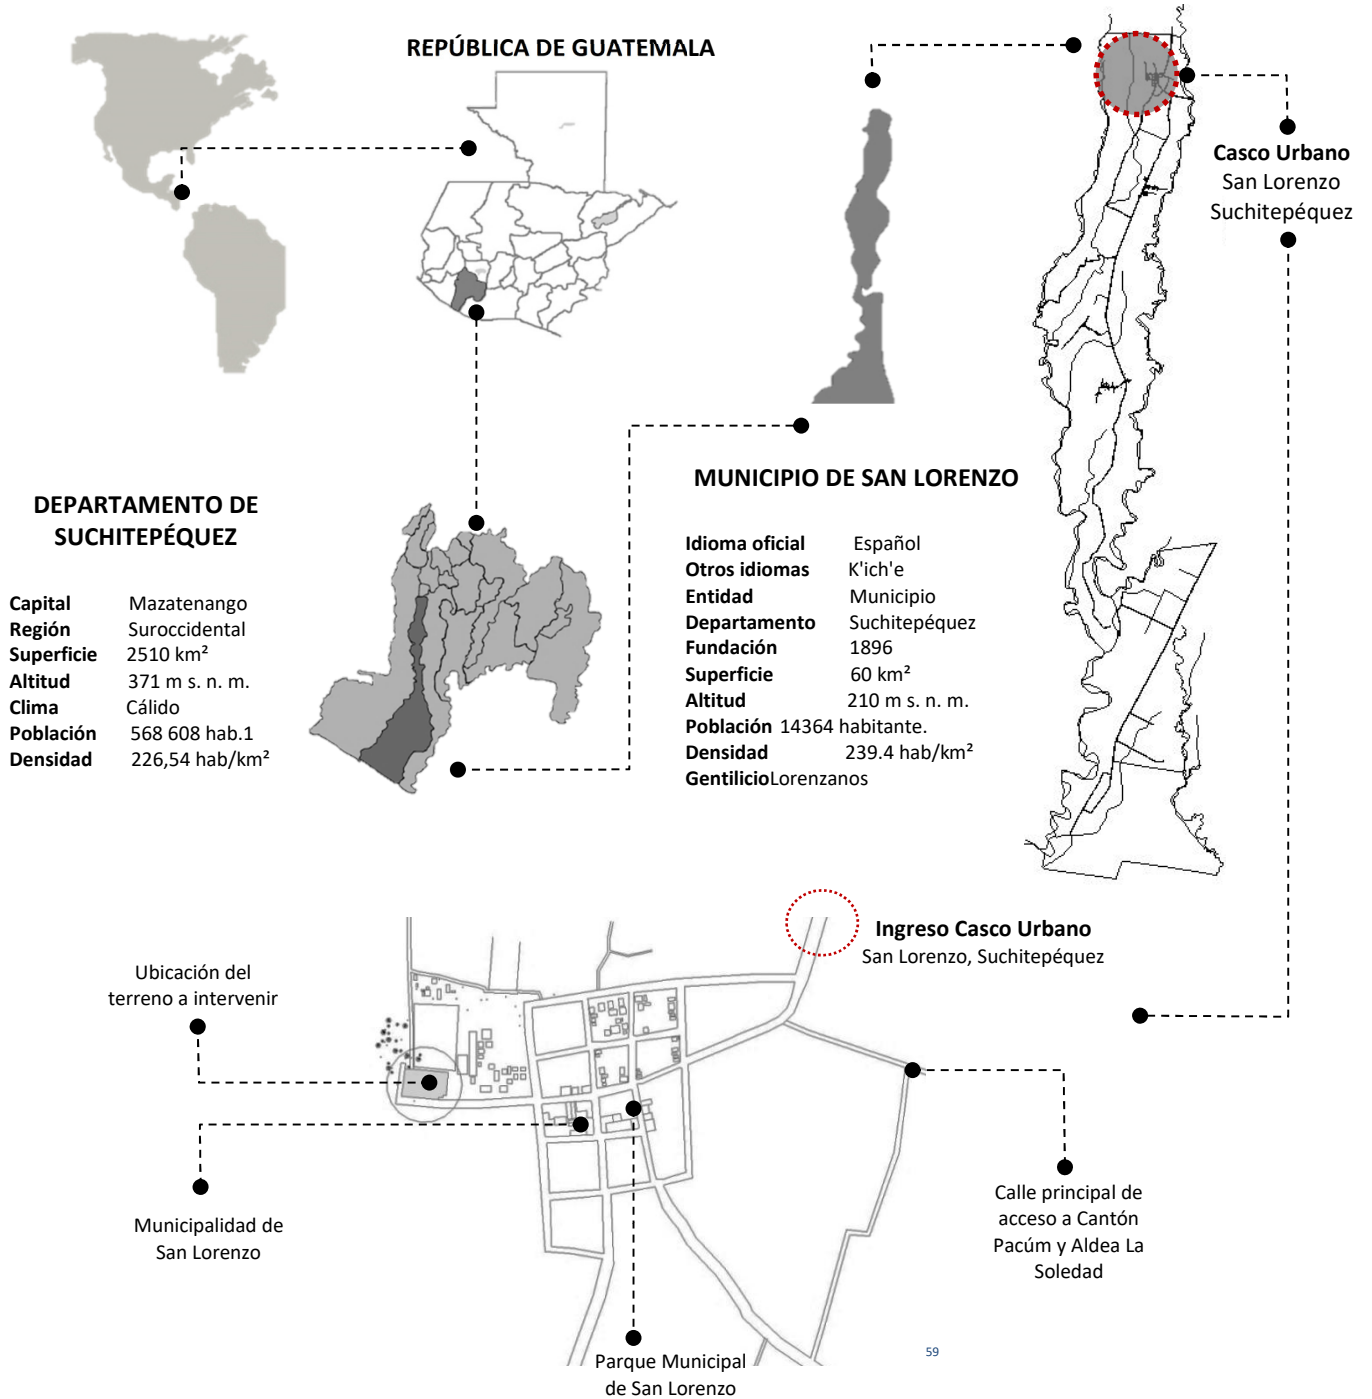 REPÚBLICA DE GUATEMALA
Casco Urbano
San Lorenzo
Suchitepéquez
DEPARTAMENTO DE
SUCHITEPÉQUEZ
Capital Mazatenango
Región Suroccidental
Superficie 2510 km²
Altitud 371 m s. n. m.
Clima Cálido
Población 568 608 hab.1
Densidad 226,54 hab/km²
MUNICIPIO DE SAN LORENZO
Idioma oficial Español
Otros idiomas K'ich'e
Entidad Municipio
Departamento Suchitepéquez
Fundación 1896
Superficie 60 km²
Altitud 210 m s. n. m.
Población 14364 habitante.
Densidad 239.4 hab/km²
GentilicioLorenzanos
Ingreso Casco Urbano
San Lorenzo, Suchitepéquez
Ubicación del
terreno a intervenir
Municipalidad de
San Lorenzo
Calle principal de
acceso a Cantón
Pacúm y Aldea La
Soledad
Parque Municipal
de San Lorenzo
59